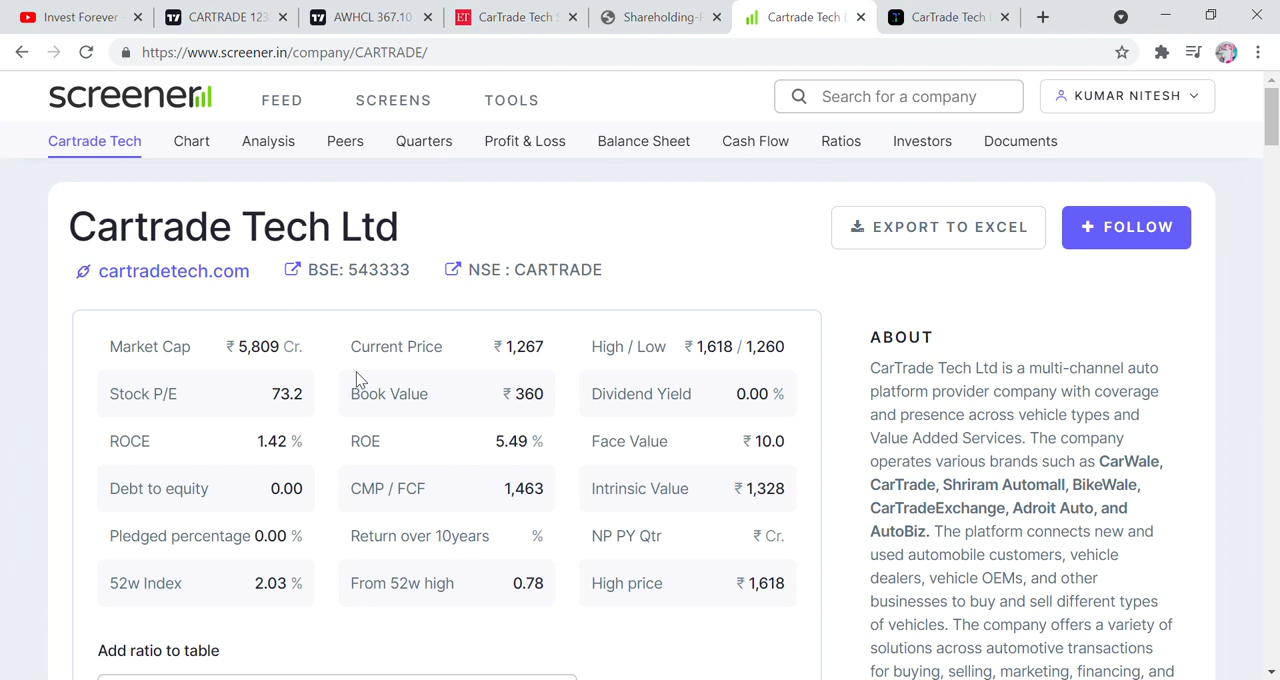 Invest Forever
CARTRADE 123
AWHCL 367.10
ET CarTrade Tech S
Shareholding-P
Cartrade Tech
CarTrade Tech
https://www.screener.in/company/CARTRADE/
screener
FEED
SCREENS
TOOLS
Search for a company
KUMAR NITESH
Cartrade Tech
Chart
Analysis
Peers
Quarters
Profit & Loss
Balance Sheet
Cash Flow
Ratios
Investors
Documents
Cartrade Tech Ltd
EXPORT TO EXCEL
+ FOLLOW
cartradetech.com
BSE: 543333
NSE : CARTRADE
Market Cap ₹ 5,809 Cr.
Current Price ₹ 1,267
High / Low ₹ 1,618 / 1,260
Stock P/E 73.2
Book Value ₹ 360
Dividend Yield 0.00 %
ROCE 1.42 %
ROE 5.49 %
Face Value ₹ 10.0
Debt to equity 0.00
CMP / FCF 1,463
Intrinsic Value ₹ 1,328
Pledged percentage 0.00 %
Return over 10years %
NP PY Qtr ₹ Cr.
52w Index 2.03 %
From 52w high 0.78
High price ₹ 1,618
Add ratio to table
ABOUT
CarTrade Tech Ltd is a multi-channel auto
platform provider company with coverage
and presence across vehicle types and
Value Added Services. The company
operates various brands such as CarWale,
CarTrade, Shriram Automall, BikeWale,
CarTradeExchange, Adroit Auto, and
AutoBiz. The platform connects new and
used automobile customers, vehicle
dealers, vehicle OEMs, and other
businesses to buy and sell different types
of vehicles. The company offers a variety of
solutions across automotive transactions
for buying, selling, marketing, financing, and